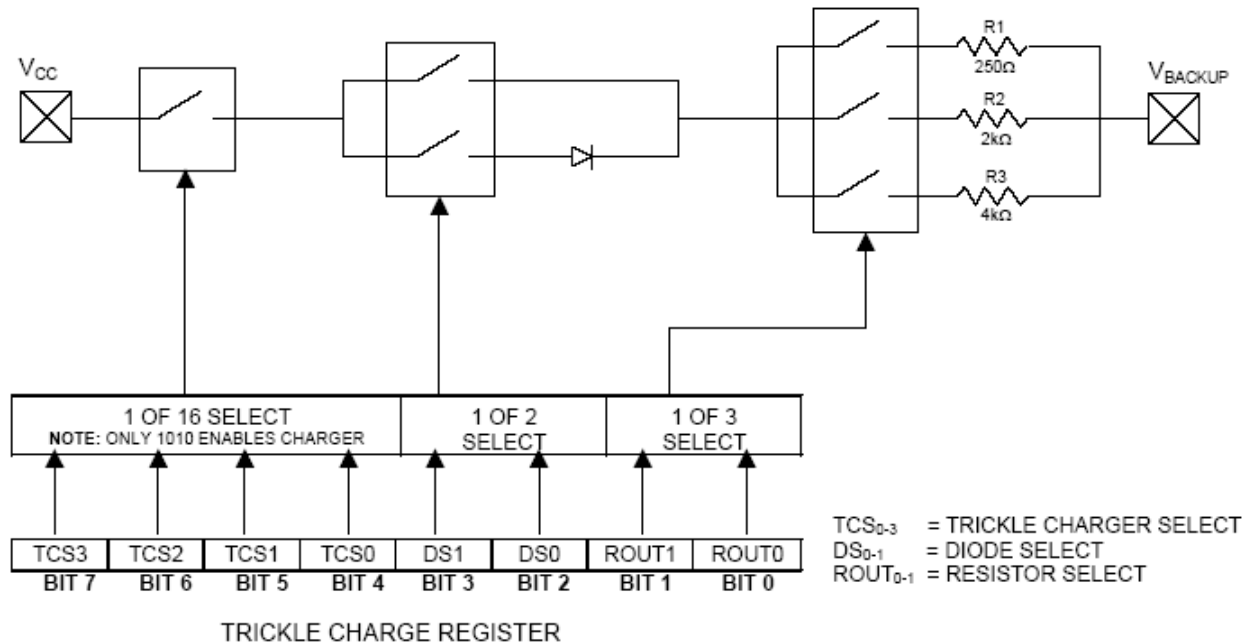 V_CC
R1
250Ω
R2
2kΩ
R3
4kΩ
V_BACKUP
1 OF 16 SELECT
NOTE: ONLY 1010 ENABLES CHARGER
1 OF 2
SELECT
1 OF 3
SELECT
TCS3 TCS2 TCS1 TCS0 DS1 DS0 ROUT1 ROUT0
BIT 7 BIT 6 BIT 5 BIT 4 BIT 3 BIT 2 BIT 1 BIT 0
TRICKLE CHARGE REGISTER
TCS₀₋₃ = TRICKLE CHARGER SELECT
DS₀₋₁ = DIODE SELECT
ROUT₀₋₁ = RESISTOR SELECT